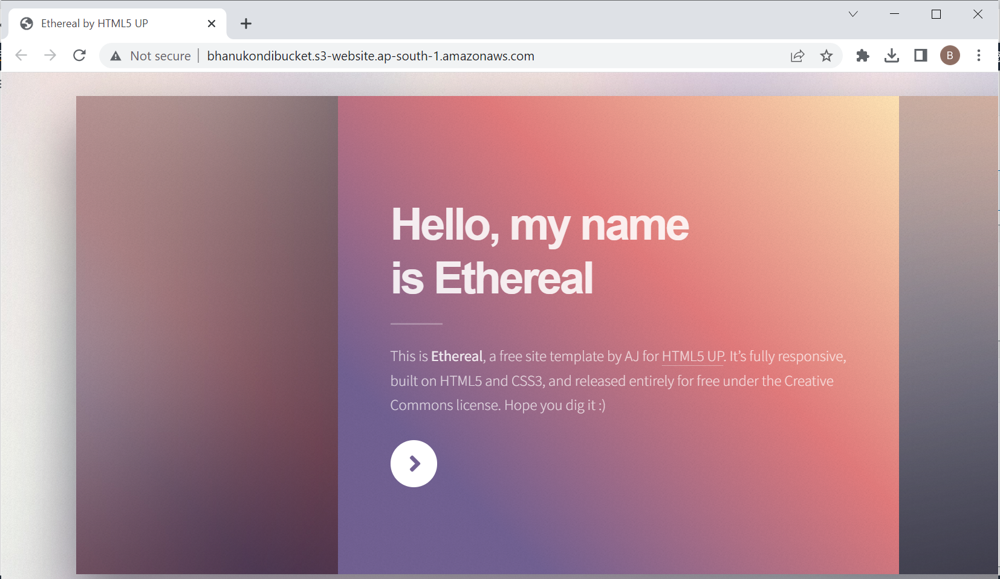 Ethereal by HTML5 UP
Not secure
bhanukondibucket.s3-website.ap-south-1.amazonaws.com
B
Hello, my name
is Ethereal
This is Ethereal, a free site template by AJ for HTML5 UP. It’s fully responsive,
built on HTML5 and CSS3, and released entirely for free under the Creative
Commons license. Hope you dig it :)